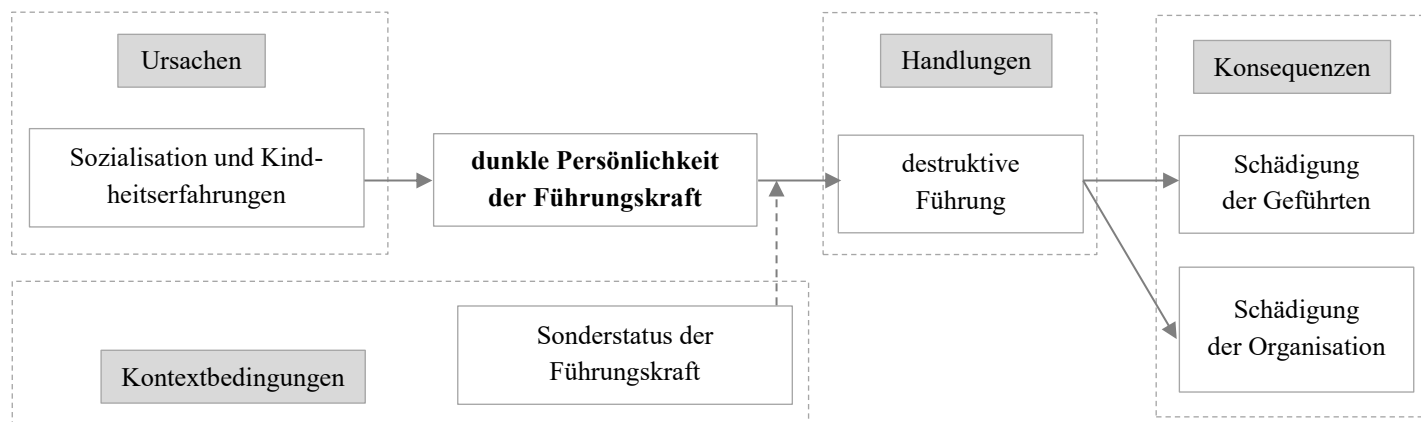 Ursachen
Sozialisation und Kind-
heitserfahrungen
dunkle Persönlichkeit
der Führungskraft
Handlungen
destruktive
Führung
Konsequenzen
Schädigung
der Geführten
Schädigung
der Organisation
Kontextbedingungen
Sonderstatus der
Führungskraft